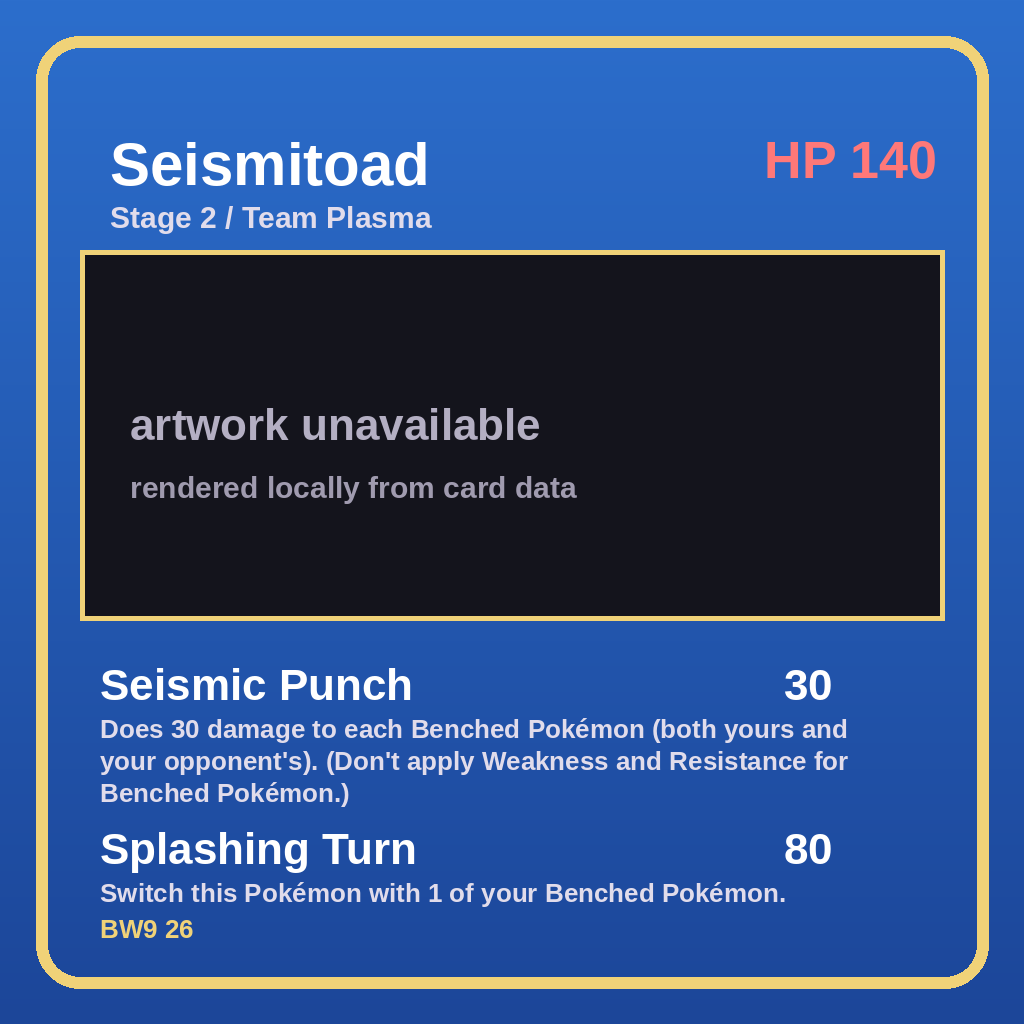 Seismitoad
HP 140
Stage 2 / Team Plasma
artwork unavailable
rendered locally from card data
Seismic Punch 30
Does 30 damage to each Benched Pokémon (both yours and
your opponent's). (Don't apply Weakness and Resistance for
Benched Pokémon.)
Splashing Turn 80
Switch this Pokémon with 1 of your Benched Pokémon.
BW9 26